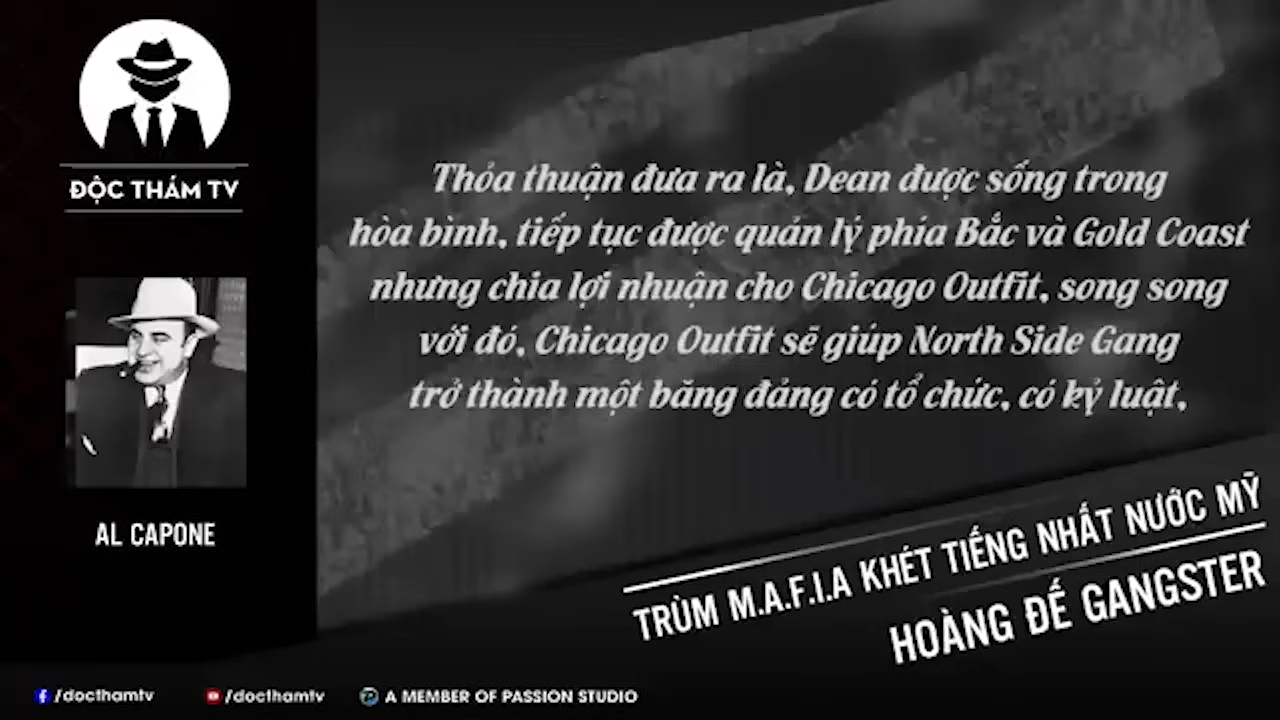 ĐỘC THÁM TV
AL CAPONE
Thỏa thuận đưa ra là, Dean được sống trong
hòa bình, tiếp tục được quản lý phía Bắc và Gold Coast
nhưng chia lợi nhuận cho Chicago Outfit, song song
với đó, Chicago Outfit sẽ giúp North Side Gang
trở thành một băng đảng có tổ chức, có kỷ luật,
TRÙM M.A.F.I.A KHÉT TIẾNG NHẤT NƯỚC MỸ
HOÀNG ĐẾ GANGSTER
/docthamtv
/docthamtv
A MEMBER OF PASSION STUDIO